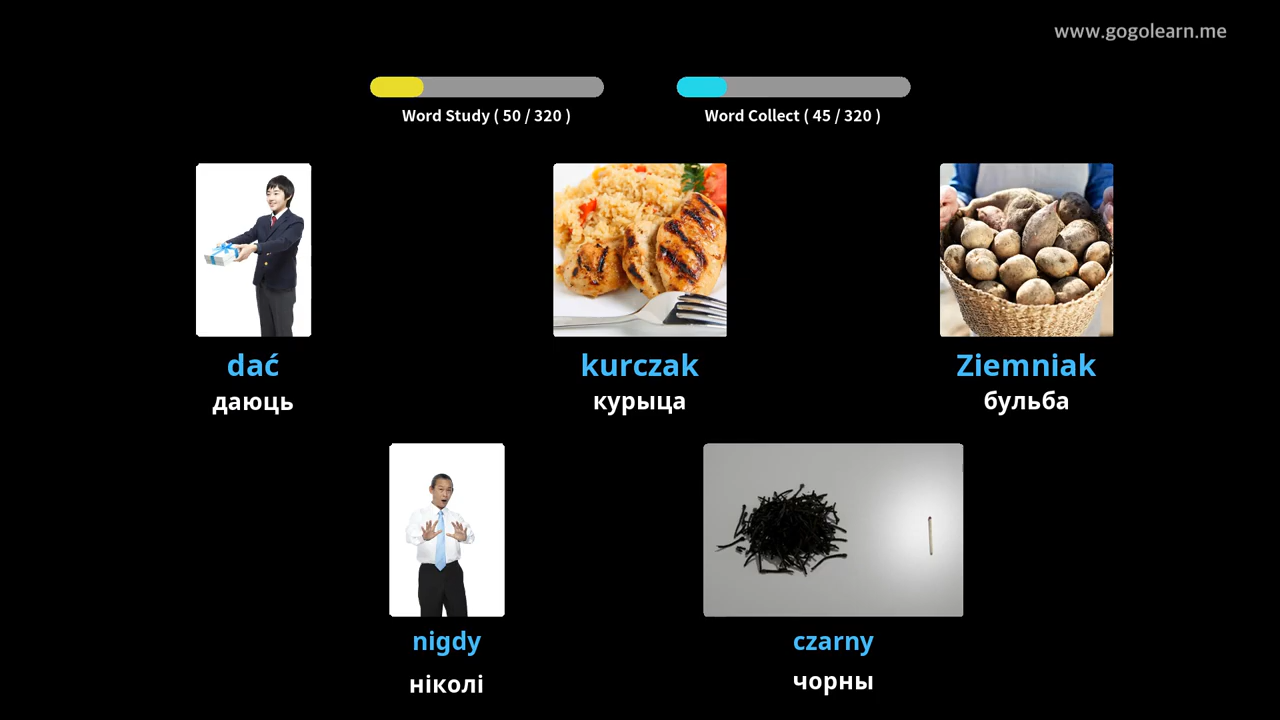 www.gogolearn.me
Word Study ( 50 / 320 )
Word Collect ( 45 / 320 )
dać
даюць
kurczak
курыца
Ziemniak
бульба
nigdy
ніколі
czarny
чорны